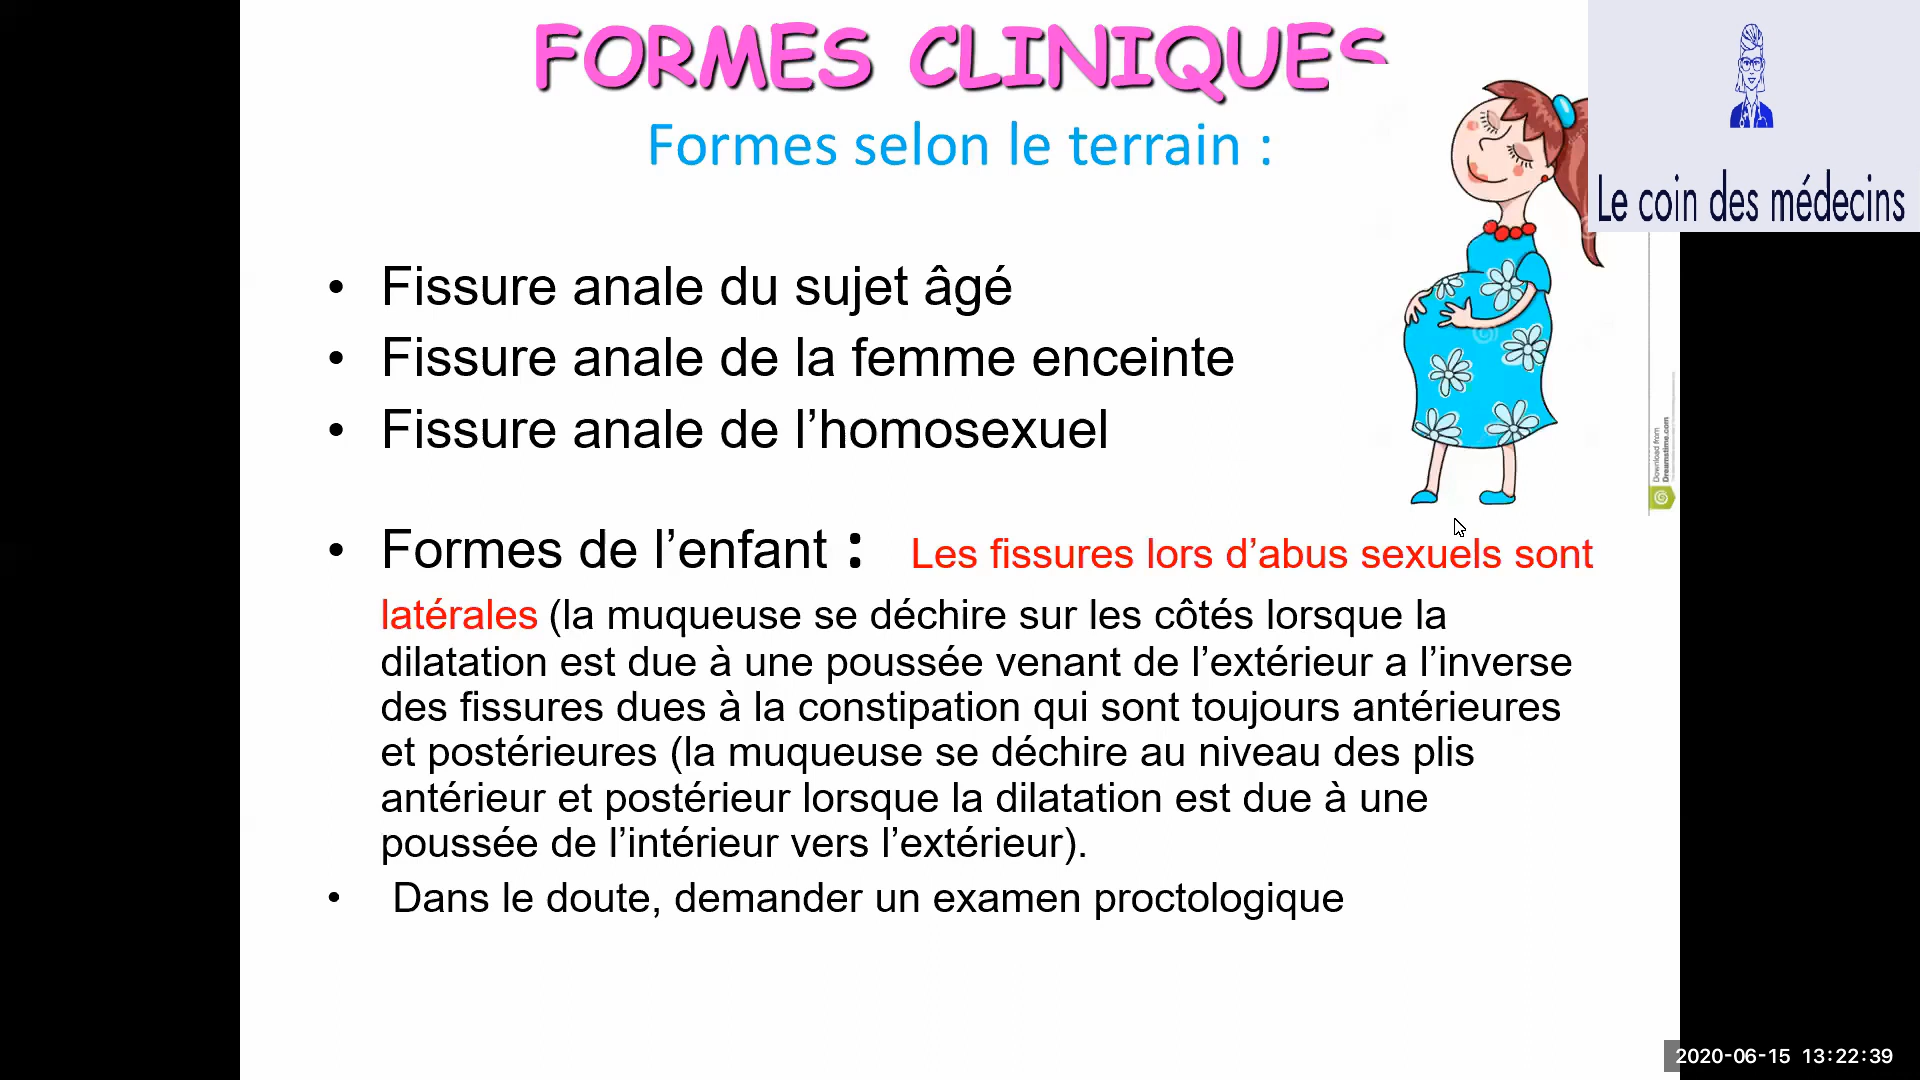 FORMES CLINIQUES
Formes selon le terrain :
Le coin des médecins
• Fissure anale du sujet âgé
• Fissure anale de la femme enceinte
• Fissure anale de l’homosexuel
Download from
Dreamstime.com
• Formes de l’enfant : Les fissures lors d’abus sexuels sont
latérales (la muqueuse se déchire sur les côtés lorsque la
dilatation est due à une poussée venant de l’extérieur a l’inverse
des fissures dues à la constipation qui sont toujours antérieures
et postérieures (la muqueuse se déchire au niveau des plis
antérieur et postérieur lorsque la dilatation est due à une
poussée de l’intérieur vers l’extérieur).
• Dans le doute, demander un examen proctologique
2020-06-15 13:22:39